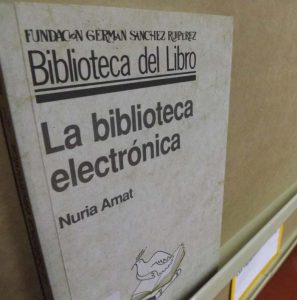 FUNDACION GERMAN SANCHEZ RUIPEREZ
Biblioteca del Libro
La biblioteca
electrónica
Nuria Amat